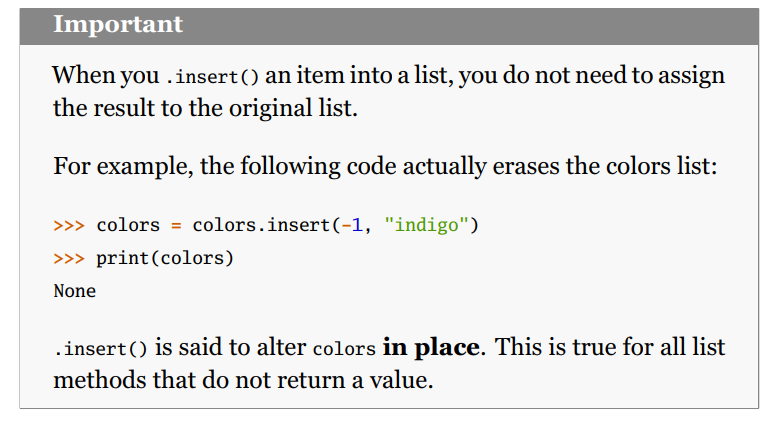 Important
When you .insert() an item into a list, you do not need to assign
the result to the original list.
For example, the following code actually erases the colors list:
>>> colors = colors.insert(-1, "indigo")
>>> print(colors)
None
.insert() is said to alter colors in place. This is true for all list
methods that do not return a value.